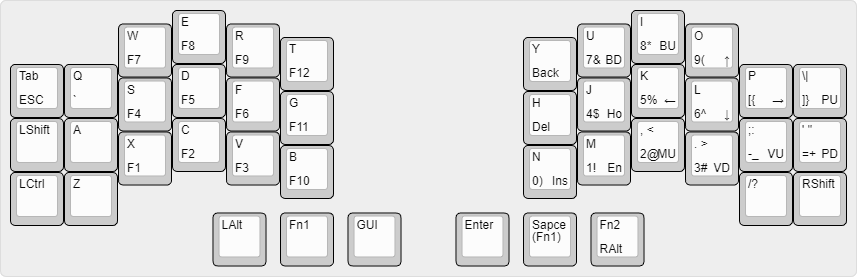 E
F8
W
F7
R
F9
T
F12
Tab
ESC
Q
`
S
F4
D
F5
F
F6
G
F11
LShift
A
X
F1
C
F2
V
F3
B
F10
LCtrl
Z
LAlt
Fn1
GUI
I
8* BU
U
7& BD
O
9( ↑
Y
Back
P
[{ →
\|
]} PU
J
4$ Ho
K
5% ←
L
6^ ↓
H
Del
;:
-_ VU
' "
=+ PD
M
1! En
, <
2@MU
. >
3# VD
N
0) Ins
/?
RShift
Enter
Sapce
(Fn1)
Fn2
RAlt